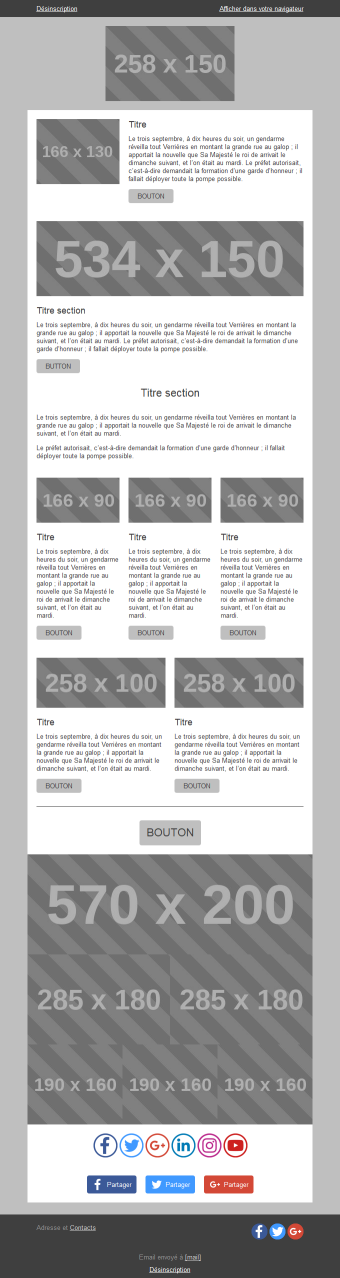 Désinscription
Afficher dans votre navigateur
258 x 150
166 x 130
Titre
Le trois septembre, à dix heures du soir, un gendarme
réveilla tout Verrières en montant la grande rue au galop ; il
apportait la nouvelle que Sa Majesté le roi de arrivait le
dimanche suivant, et l'on était au mardi. Le préfet autorisait,
c'est-à-dire demandait la formation d'une garde d'honneur ; il
fallait déployer toute la pompe possible.
BOUTON
534 x 150
Titre section
Le trois septembre, à dix heures du soir, un gendarme réveilla tout Verrières en montant la
grande rue au galop ; il apportait la nouvelle que Sa Majesté le roi de arrivait le dimanche
suivant, et l'on était au mardi. Le préfet autorisait, c'est-à-dire demandait la formation d'une
garde d'honneur ; il fallait déployer toute la pompe possible.
BUTTON
Titre section
Le trois septembre, à dix heures du soir, un gendarme réveilla tout Verrières en montant la
grande rue au galop ; il apportait la nouvelle que Sa Majesté le roi de arrivait le dimanche
suivant, et l'on était au mardi.
Le préfet autorisait, c'est-à-dire demandait la formation d'une garde d'honneur ; il fallait
déployer toute la pompe possible.
166 x 90
Titre
Le trois septembre, à dix
heures du soir, un gendarme
réveilla tout Verrières en
montant la grande rue au
galop ; il apportait la
nouvelle que Sa Majesté le
roi de arrivait le dimanche
suivant, et l'on était au
mardi.
BOUTON
166 x 90
Titre
Le trois septembre, à dix
heures du soir, un gendarme
réveilla tout Verrières en
montant la grande rue au
galop ; il apportait la
nouvelle que Sa Majesté le
roi de arrivait le dimanche
suivant, et l'on était au
mardi.
BOUTON
166 x 90
Titre
Le trois septembre, à dix
heures du soir, un gendarme
réveilla tout Verrières en
montant la grande rue au
galop ; il apportait la
nouvelle que Sa Majesté le
roi de arrivait le dimanche
suivant, et l'on était au
mardi.
BOUTON
258 x 100
Titre
Le trois septembre, à dix heures du soir, un
gendarme réveilla tout Verrières en montant
la grande rue au galop ; il apportait la
nouvelle que Sa Majesté le roi de arrivait le
dimanche suivant, et l'on était au mardi.
BOUTON
258 x 100
Titre
Le trois septembre, à dix heures du soir, un
gendarme réveilla tout Verrières en montant
la grande rue au galop ; il apportait la
nouvelle que Sa Majesté le roi de arrivait le
dimanche suivant, et l'on était au mardi.
BOUTON
BOUTON
570 x 200
285 x 180
285 x 180
190 x 160
190 x 160
190 x 160
Partager
Partager
Partager
Adresse et Contacts
Email envoyé à [mail]
Désinscription